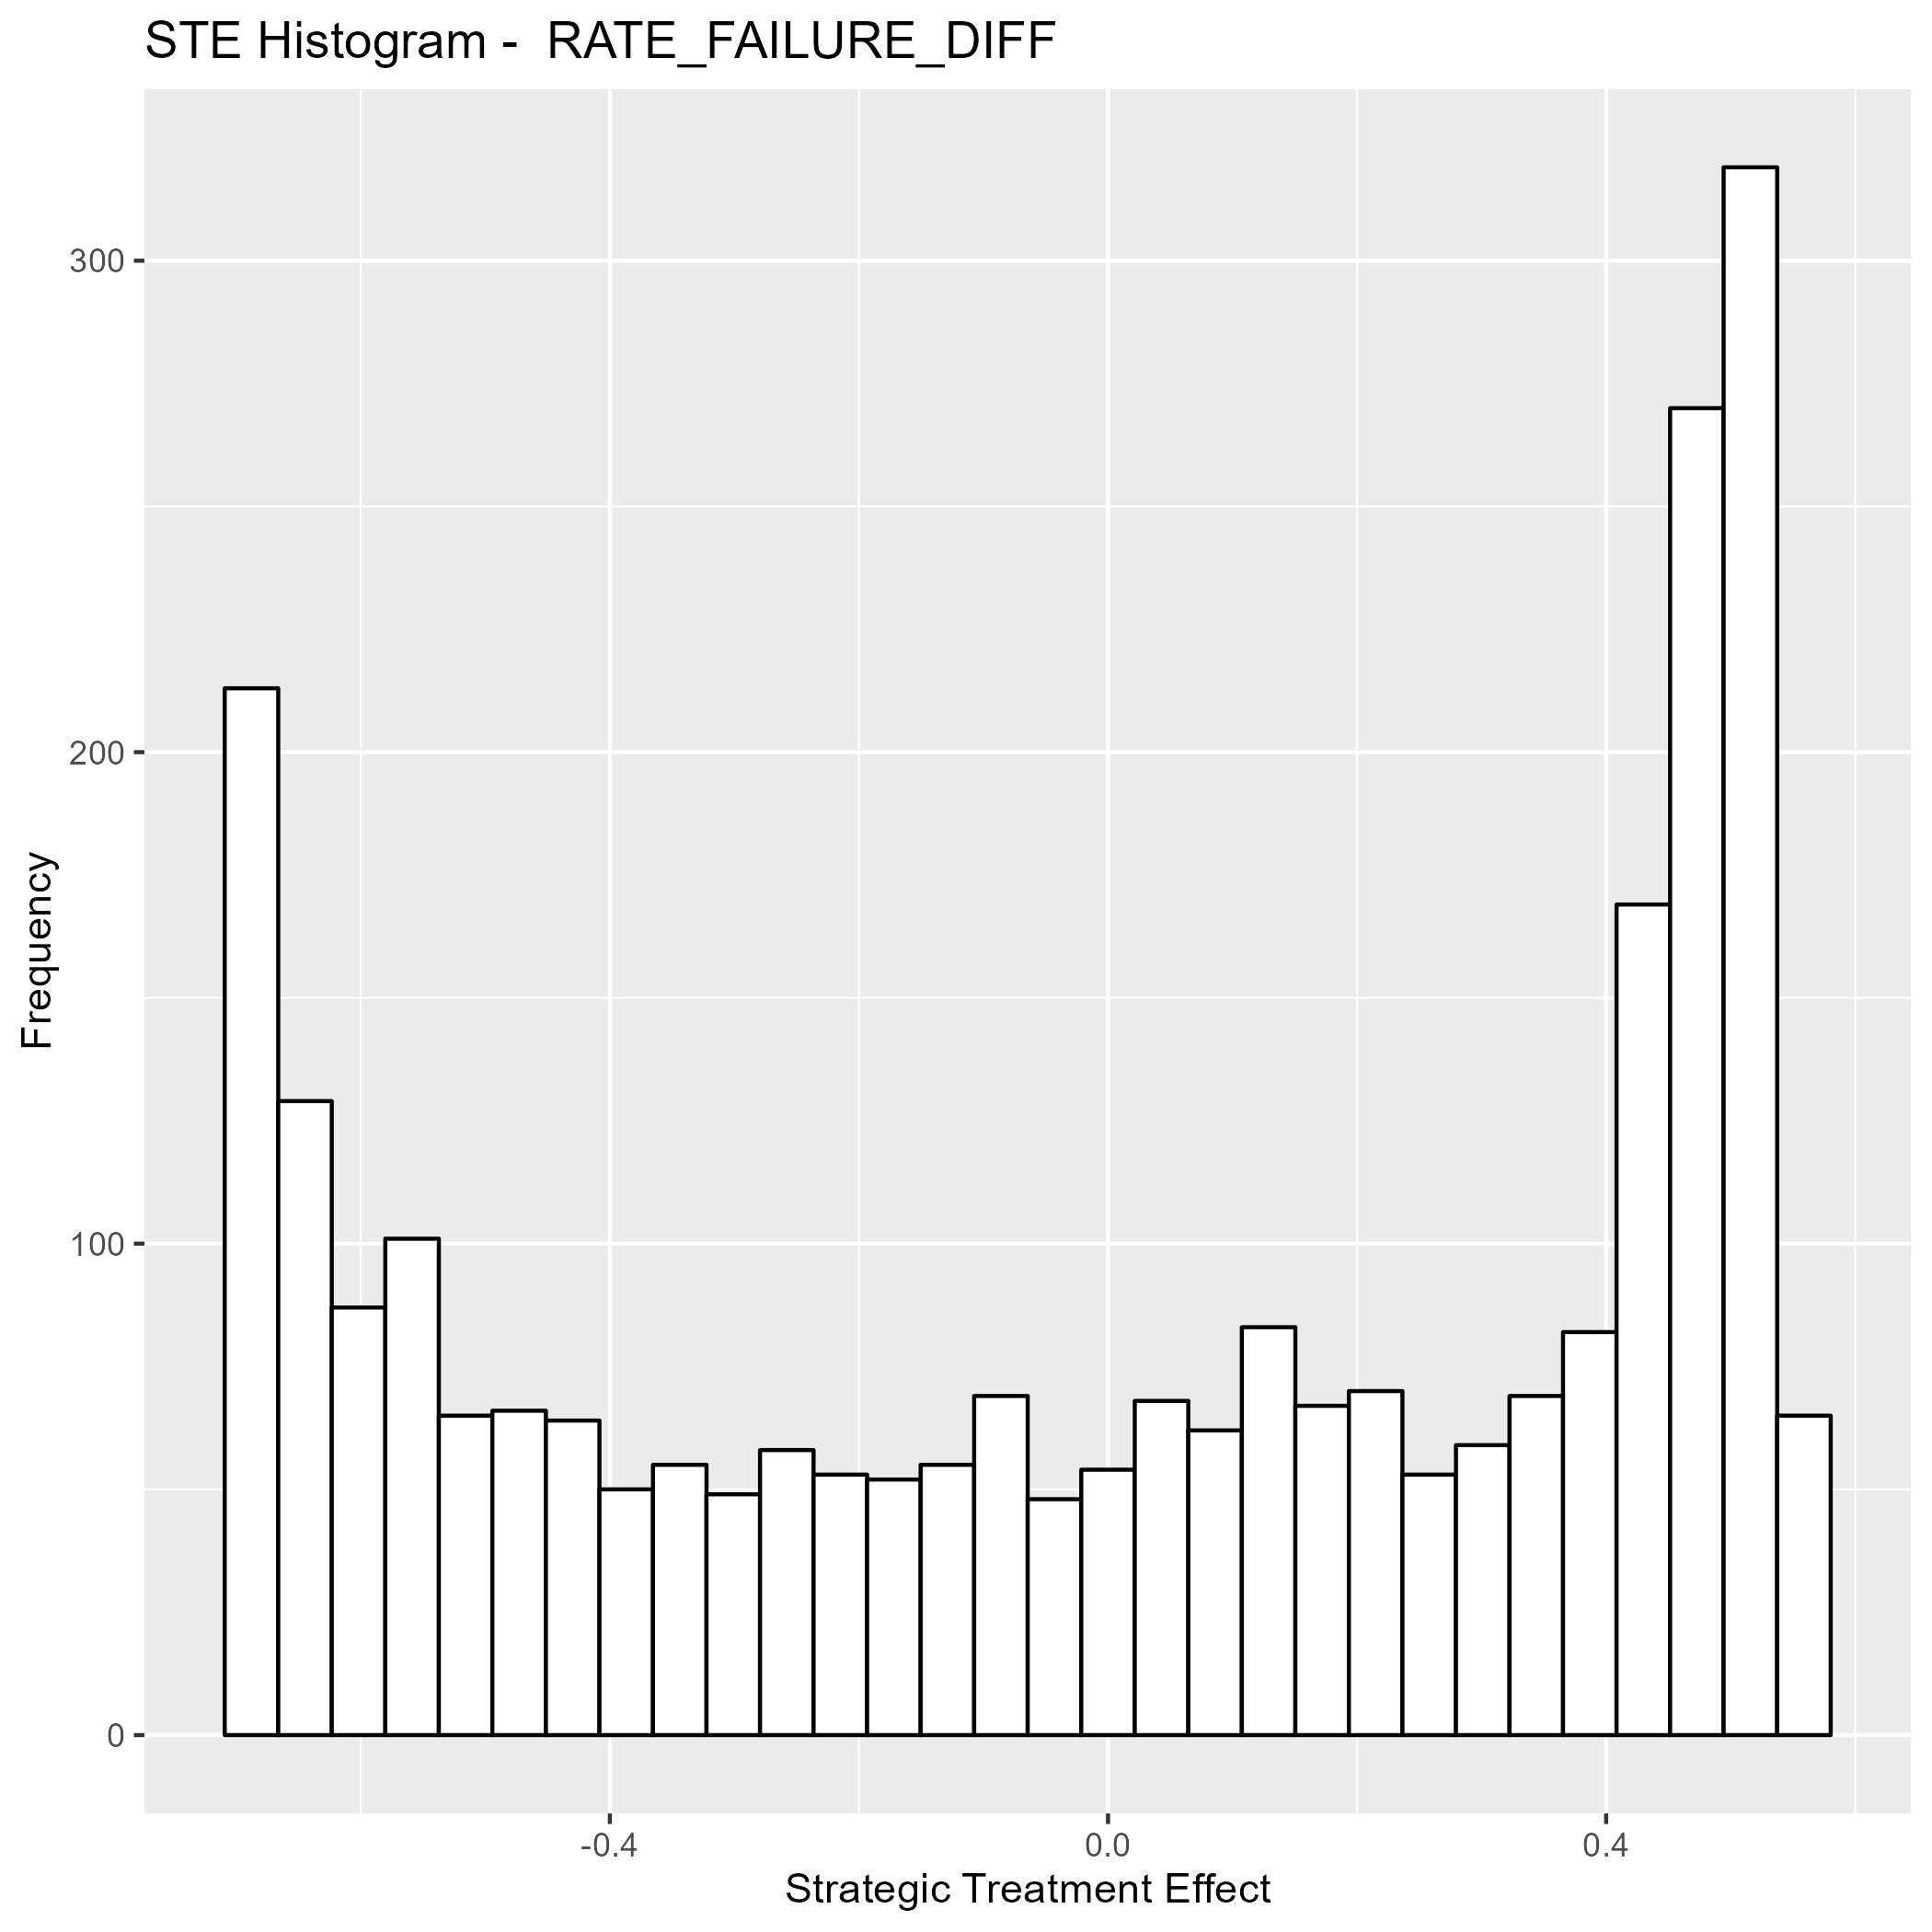 STE Histogram -  RATE_FAILURE_DIFF
Frequency
300
200
100
0
-0.4
0.0
0.4
Strategic Treatment Effect